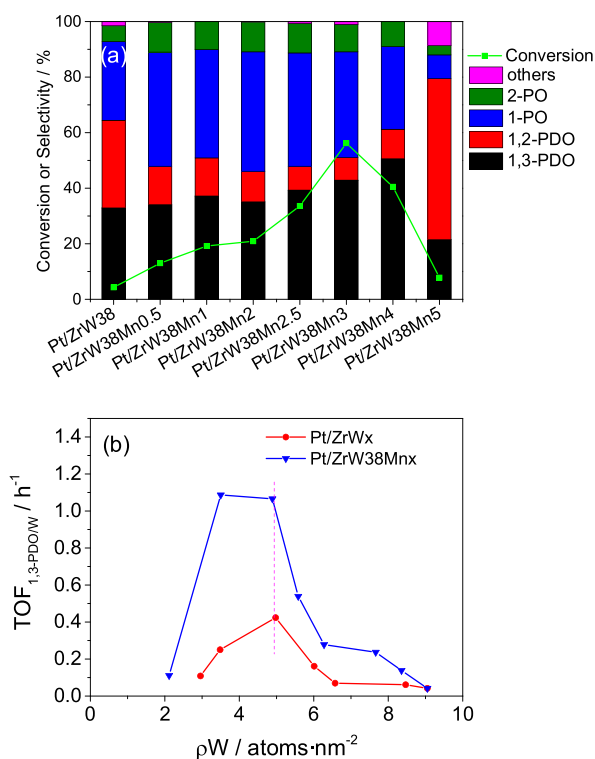 (a)
Conversion or Selectivity / %
100
80
60
40
20
0
Conversion
others
2-PO
1-PO
1,2-PDO
1,3-PDO
Pt/ZrW38
Pt/ZrW38Mn0.5
Pt/ZrW38Mn1
Pt/ZrW38Mn2
Pt/ZrW38Mn2.5
Pt/ZrW38Mn3
Pt/ZrW38Mn4
Pt/ZrW38Mn5
(b)
Pt/ZrWx
Pt/ZrW38Mnx
TOF1,3-PDO/W / h-1
1.4
1.2
1.0
0.8
0.6
0.4
0.2
0.0
0 2 4 6 8 10
ρW / atoms·nm-2